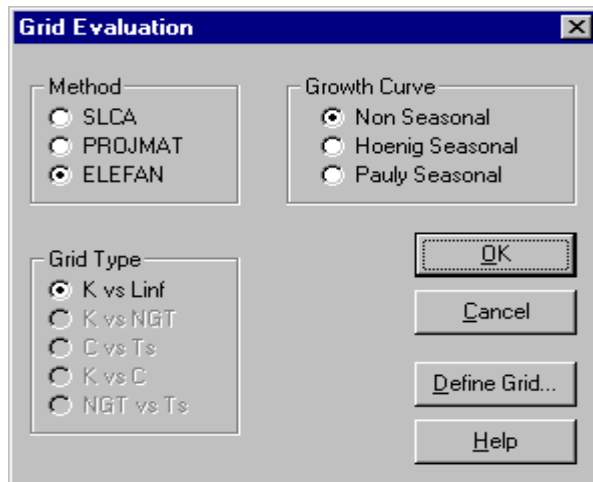 Grid Evaluation
Method
SLCA
PROJMAT
ELEFAN
Growth Curve
Non Seasonal
Hoenig Seasonal
Pauly Seasonal
Grid Type
K vs Linf
K vs NGT
C vs Ts
K vs C
NGT vs Ts
OK
Cancel
Define Grid...
Help